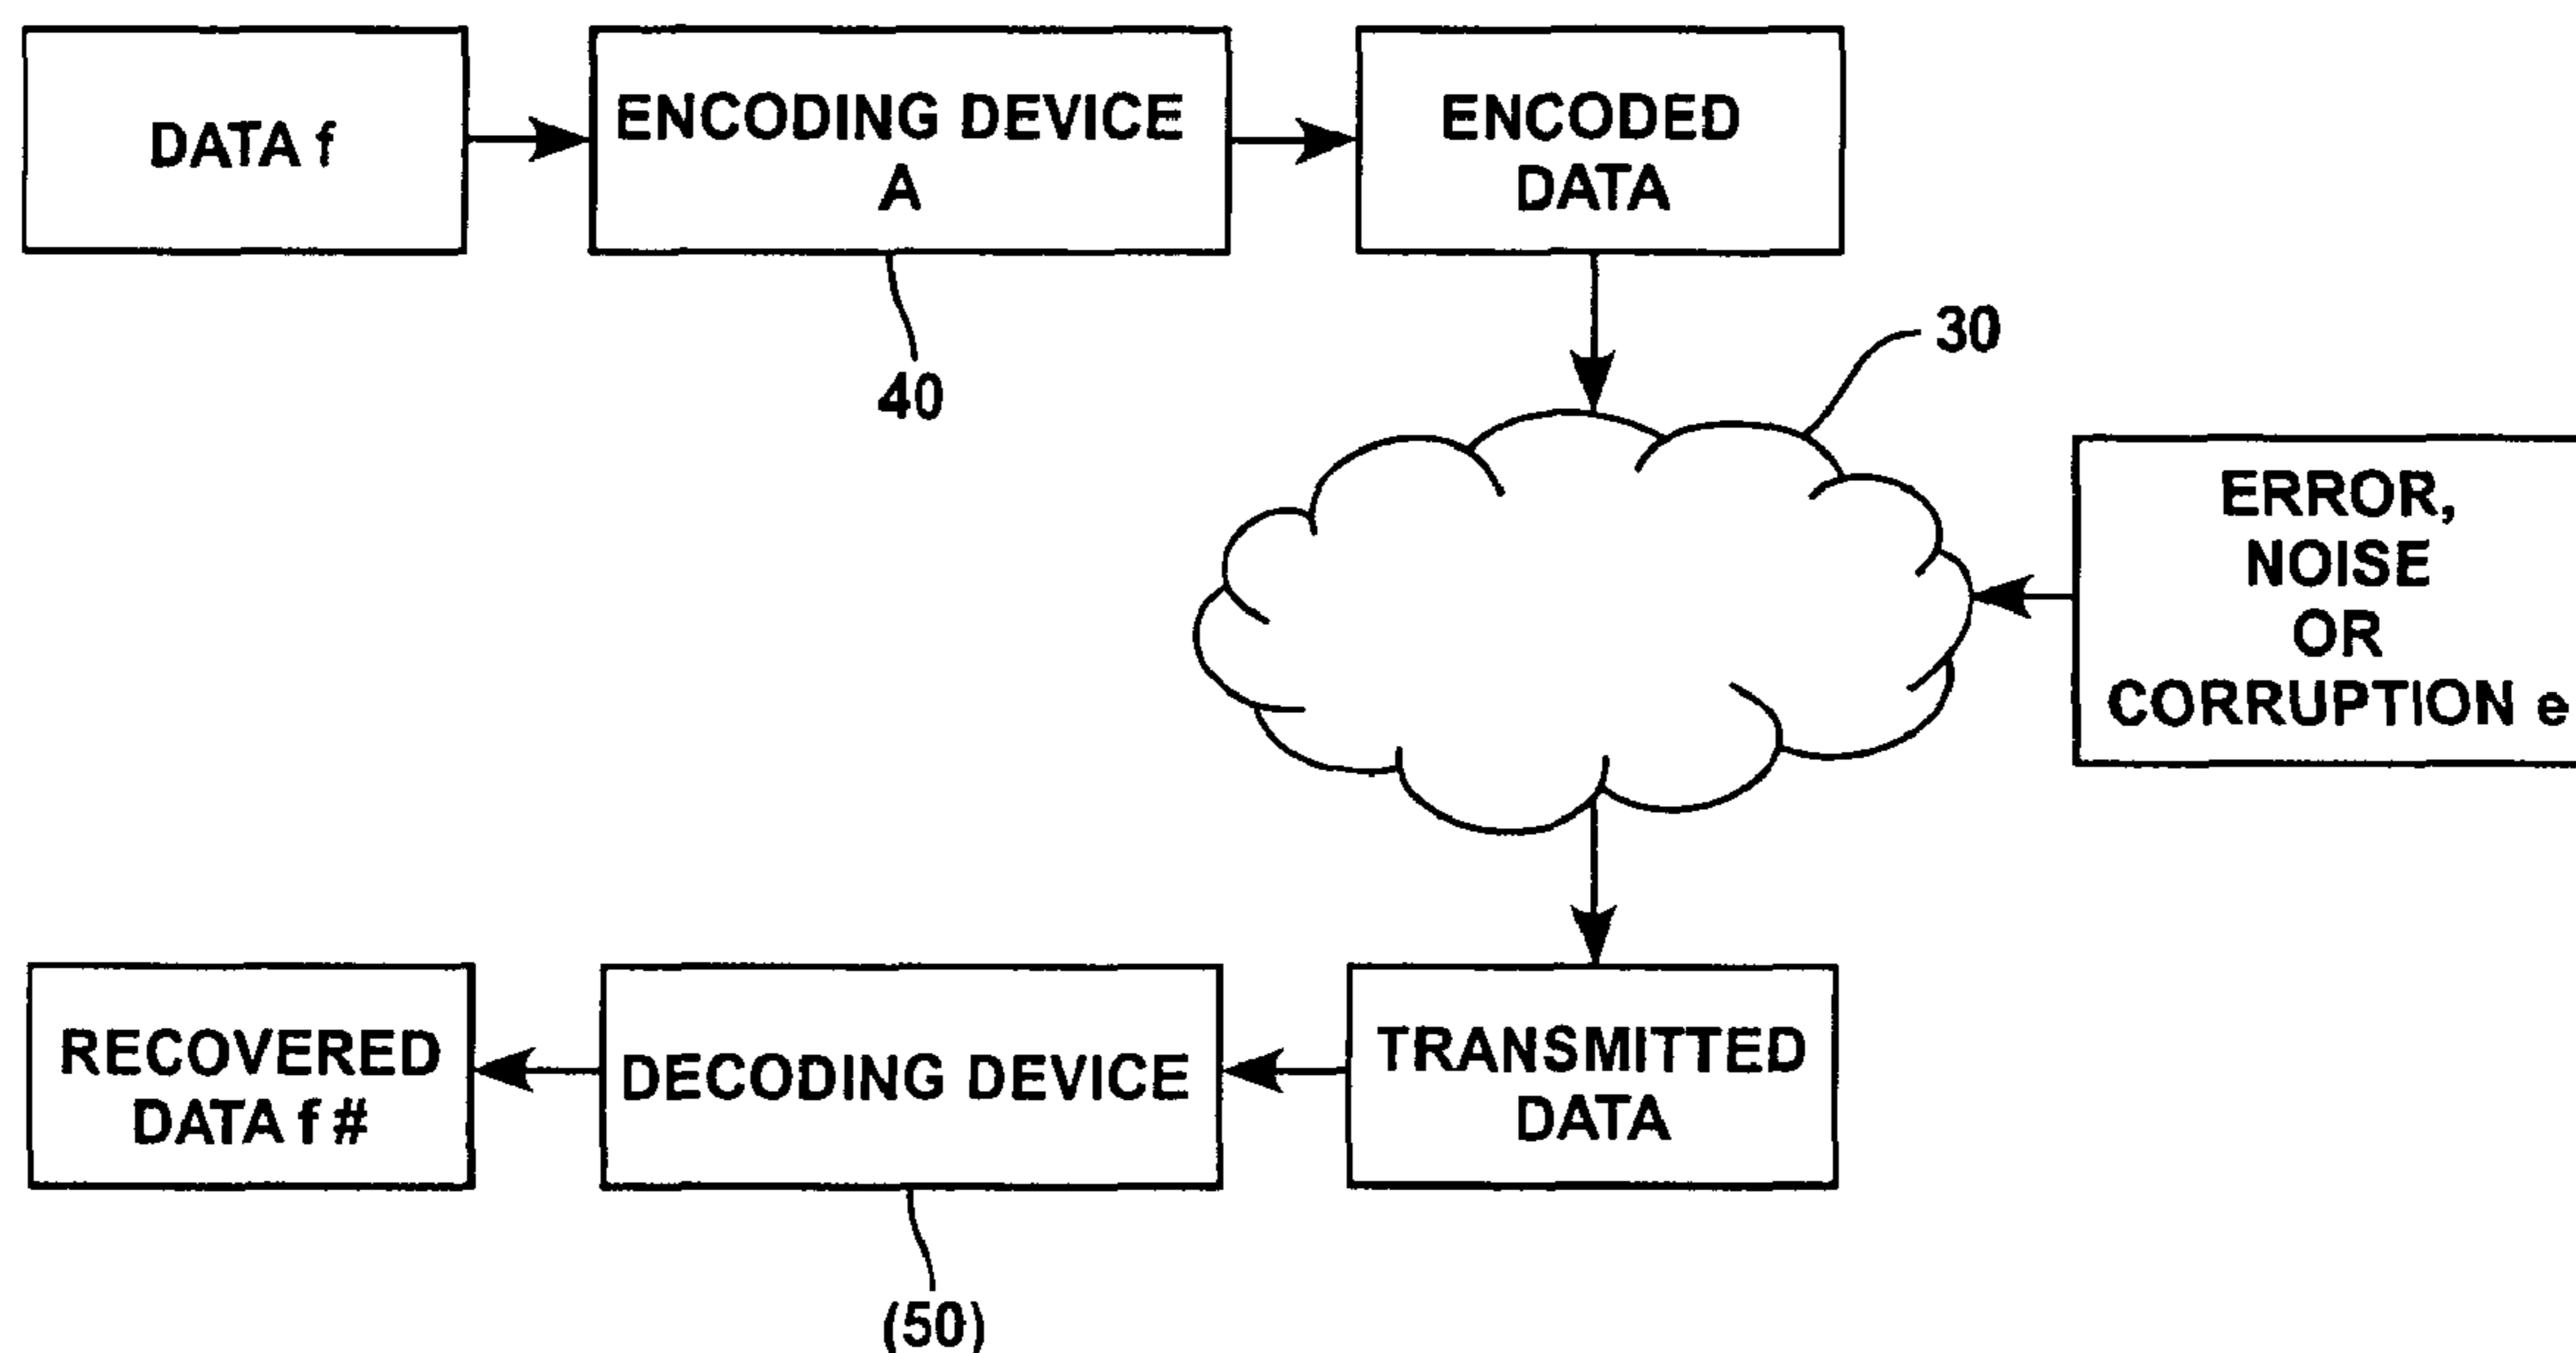 DATA f
ENCODING DEVICE
A
ENCODED
DATA
40
30
ERROR,
NOISE
OR
CORRUPTION e
RECOVERED
DATA f #
DECODING DEVICE
TRANSMITTED
DATA
(50)